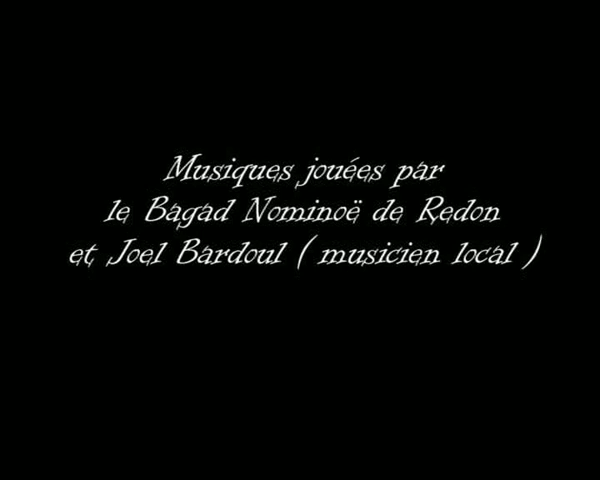 Musiques jouées par
le Bagad Nominoë de Redon
et Joel Bardoul ( musicien local )